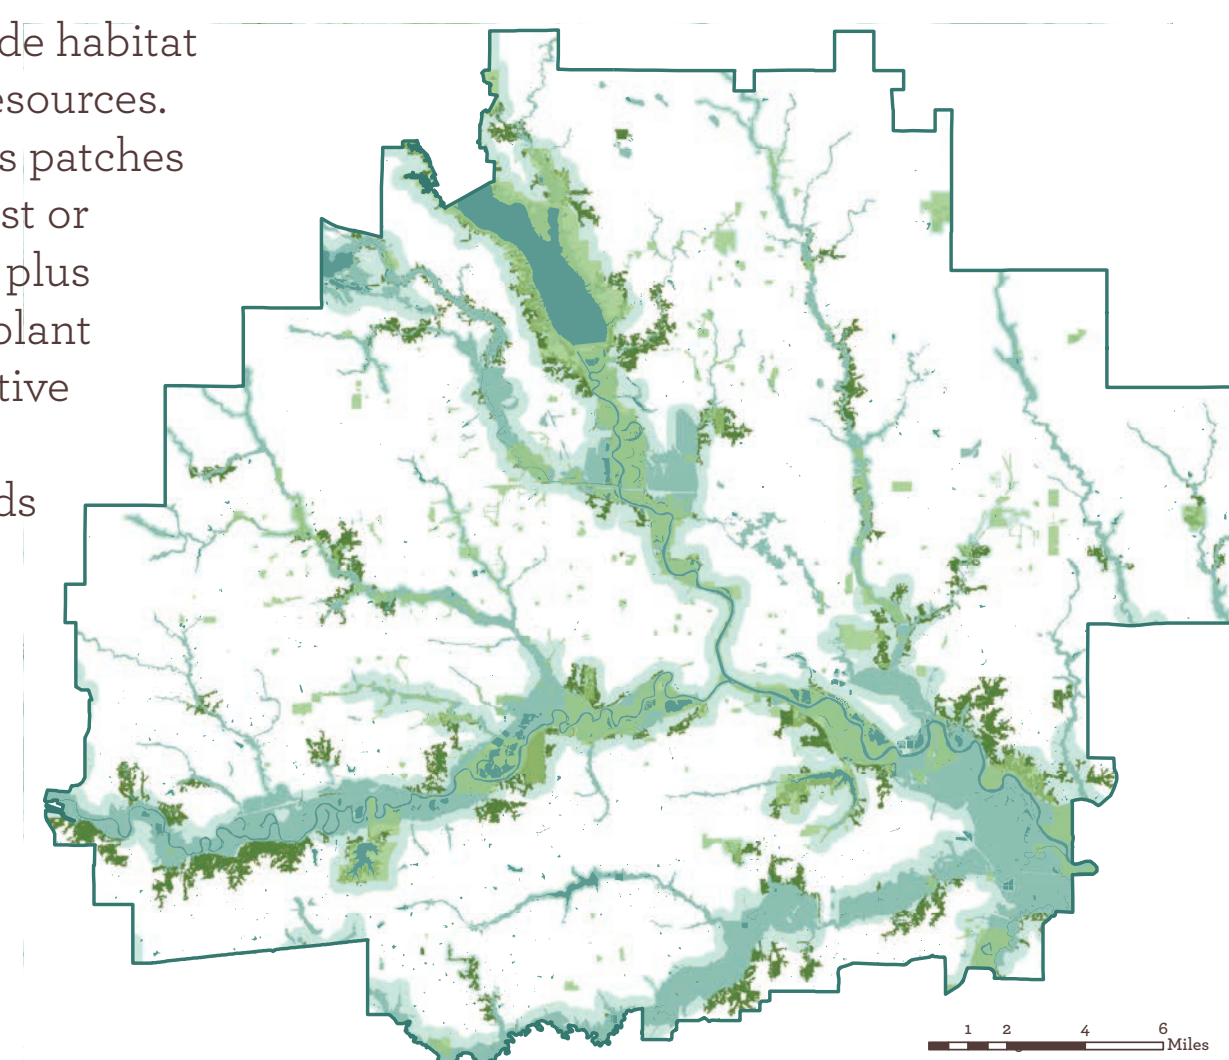 de habitat
esources.
s patches
st or
plus
plant
tive
ds
1 2 4 6
Miles